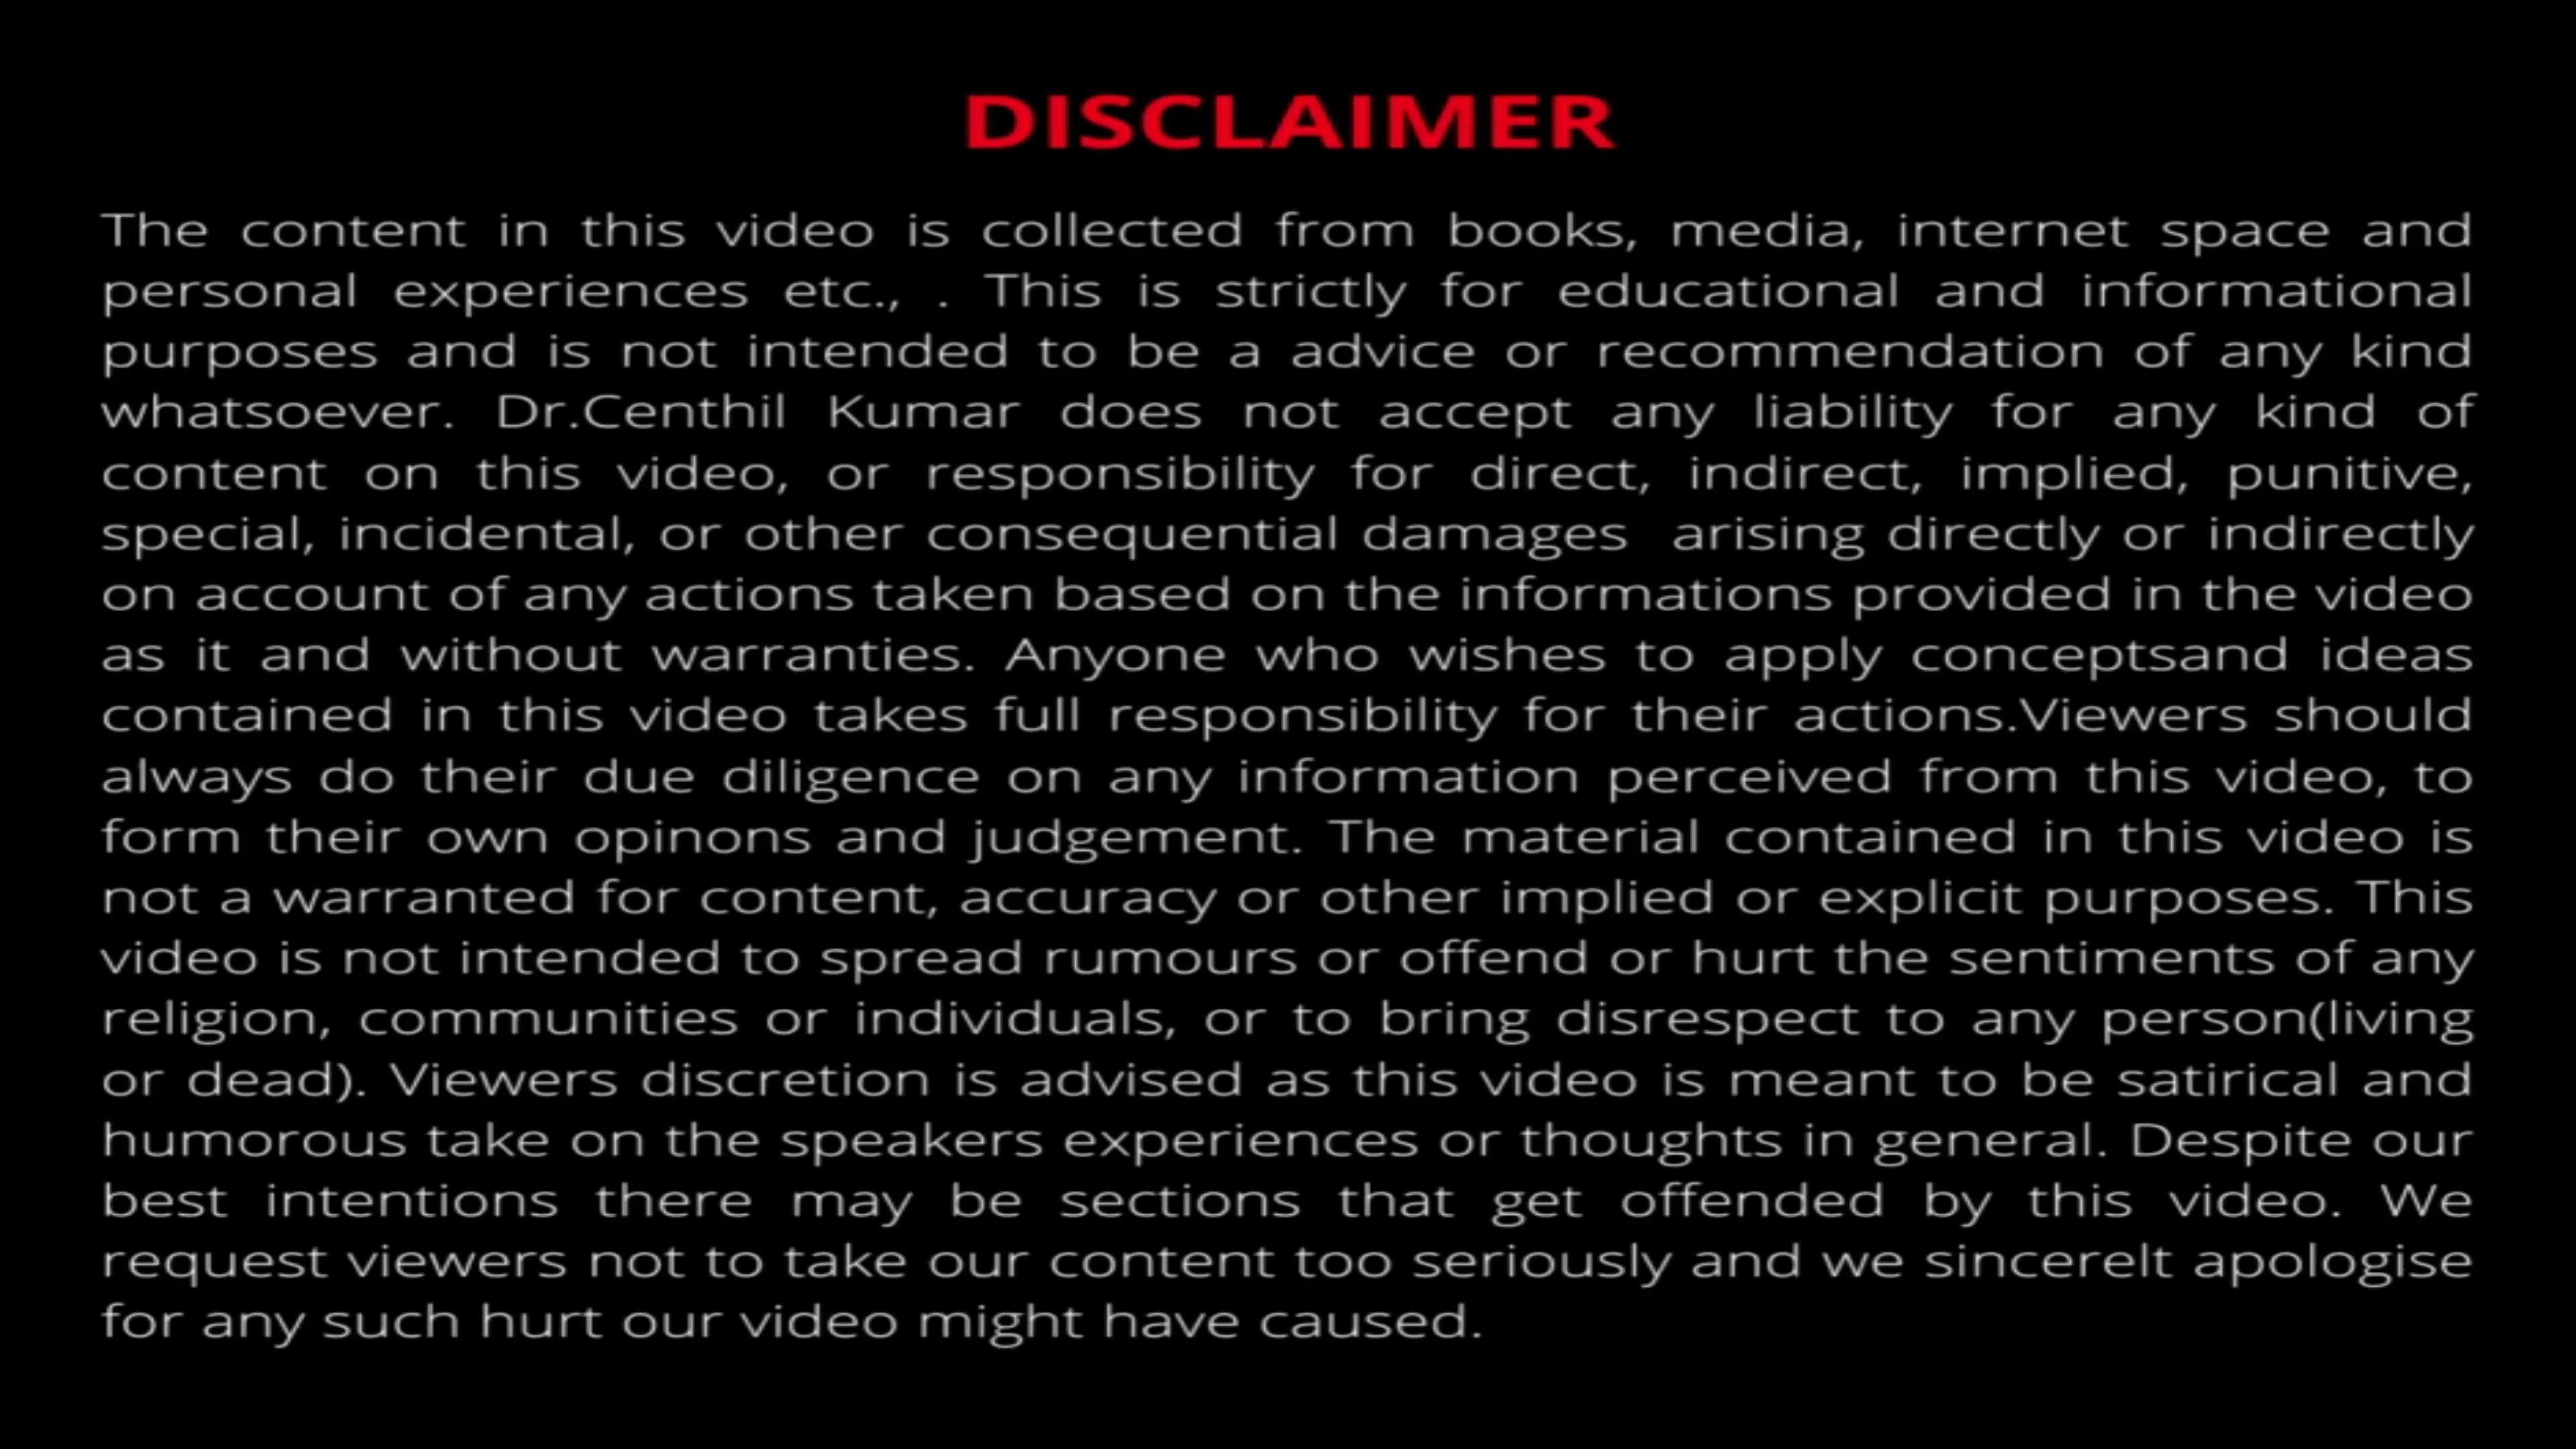 DISCLAIMER
The content in this video is collected from books, media, internet space and
personal experiences etc., . This is strictly for educational and informational
purposes and is not intended to be a advice or recommendation of any kind
whatsoever. Dr.Centhil Kumar does not accept any liability for any kind of
content on this video, or responsibility for direct, indirect, implied, punitive,
special, incidental, or other consequential damages arising directly or indirectly
on account of any actions taken based on the informations provided in the video
as it and without warranties. Anyone who wishes to apply conceptsand ideas
contained in this video takes full responsibility for their actions.Viewers should
always do their due diligence on any information perceived from this video, to
form their own opinons and judgement. The material contained in this video is
not a warranted for content, accuracy or other implied or explicit purposes. This
video is not intended to spread rumours or offend or hurt the sentiments of any
religion, communities or individuals, or to bring disrespect to any person(living
or dead). Viewers discretion is advised as this video is meant to be satirical and
humorous take on the speakers experiences or thoughts in general. Despite our
best intentions there may be sections that get offended by this video. We
request viewers not to take our content too seriously and we sincerelt apologise
for any such hurt our video might have caused.